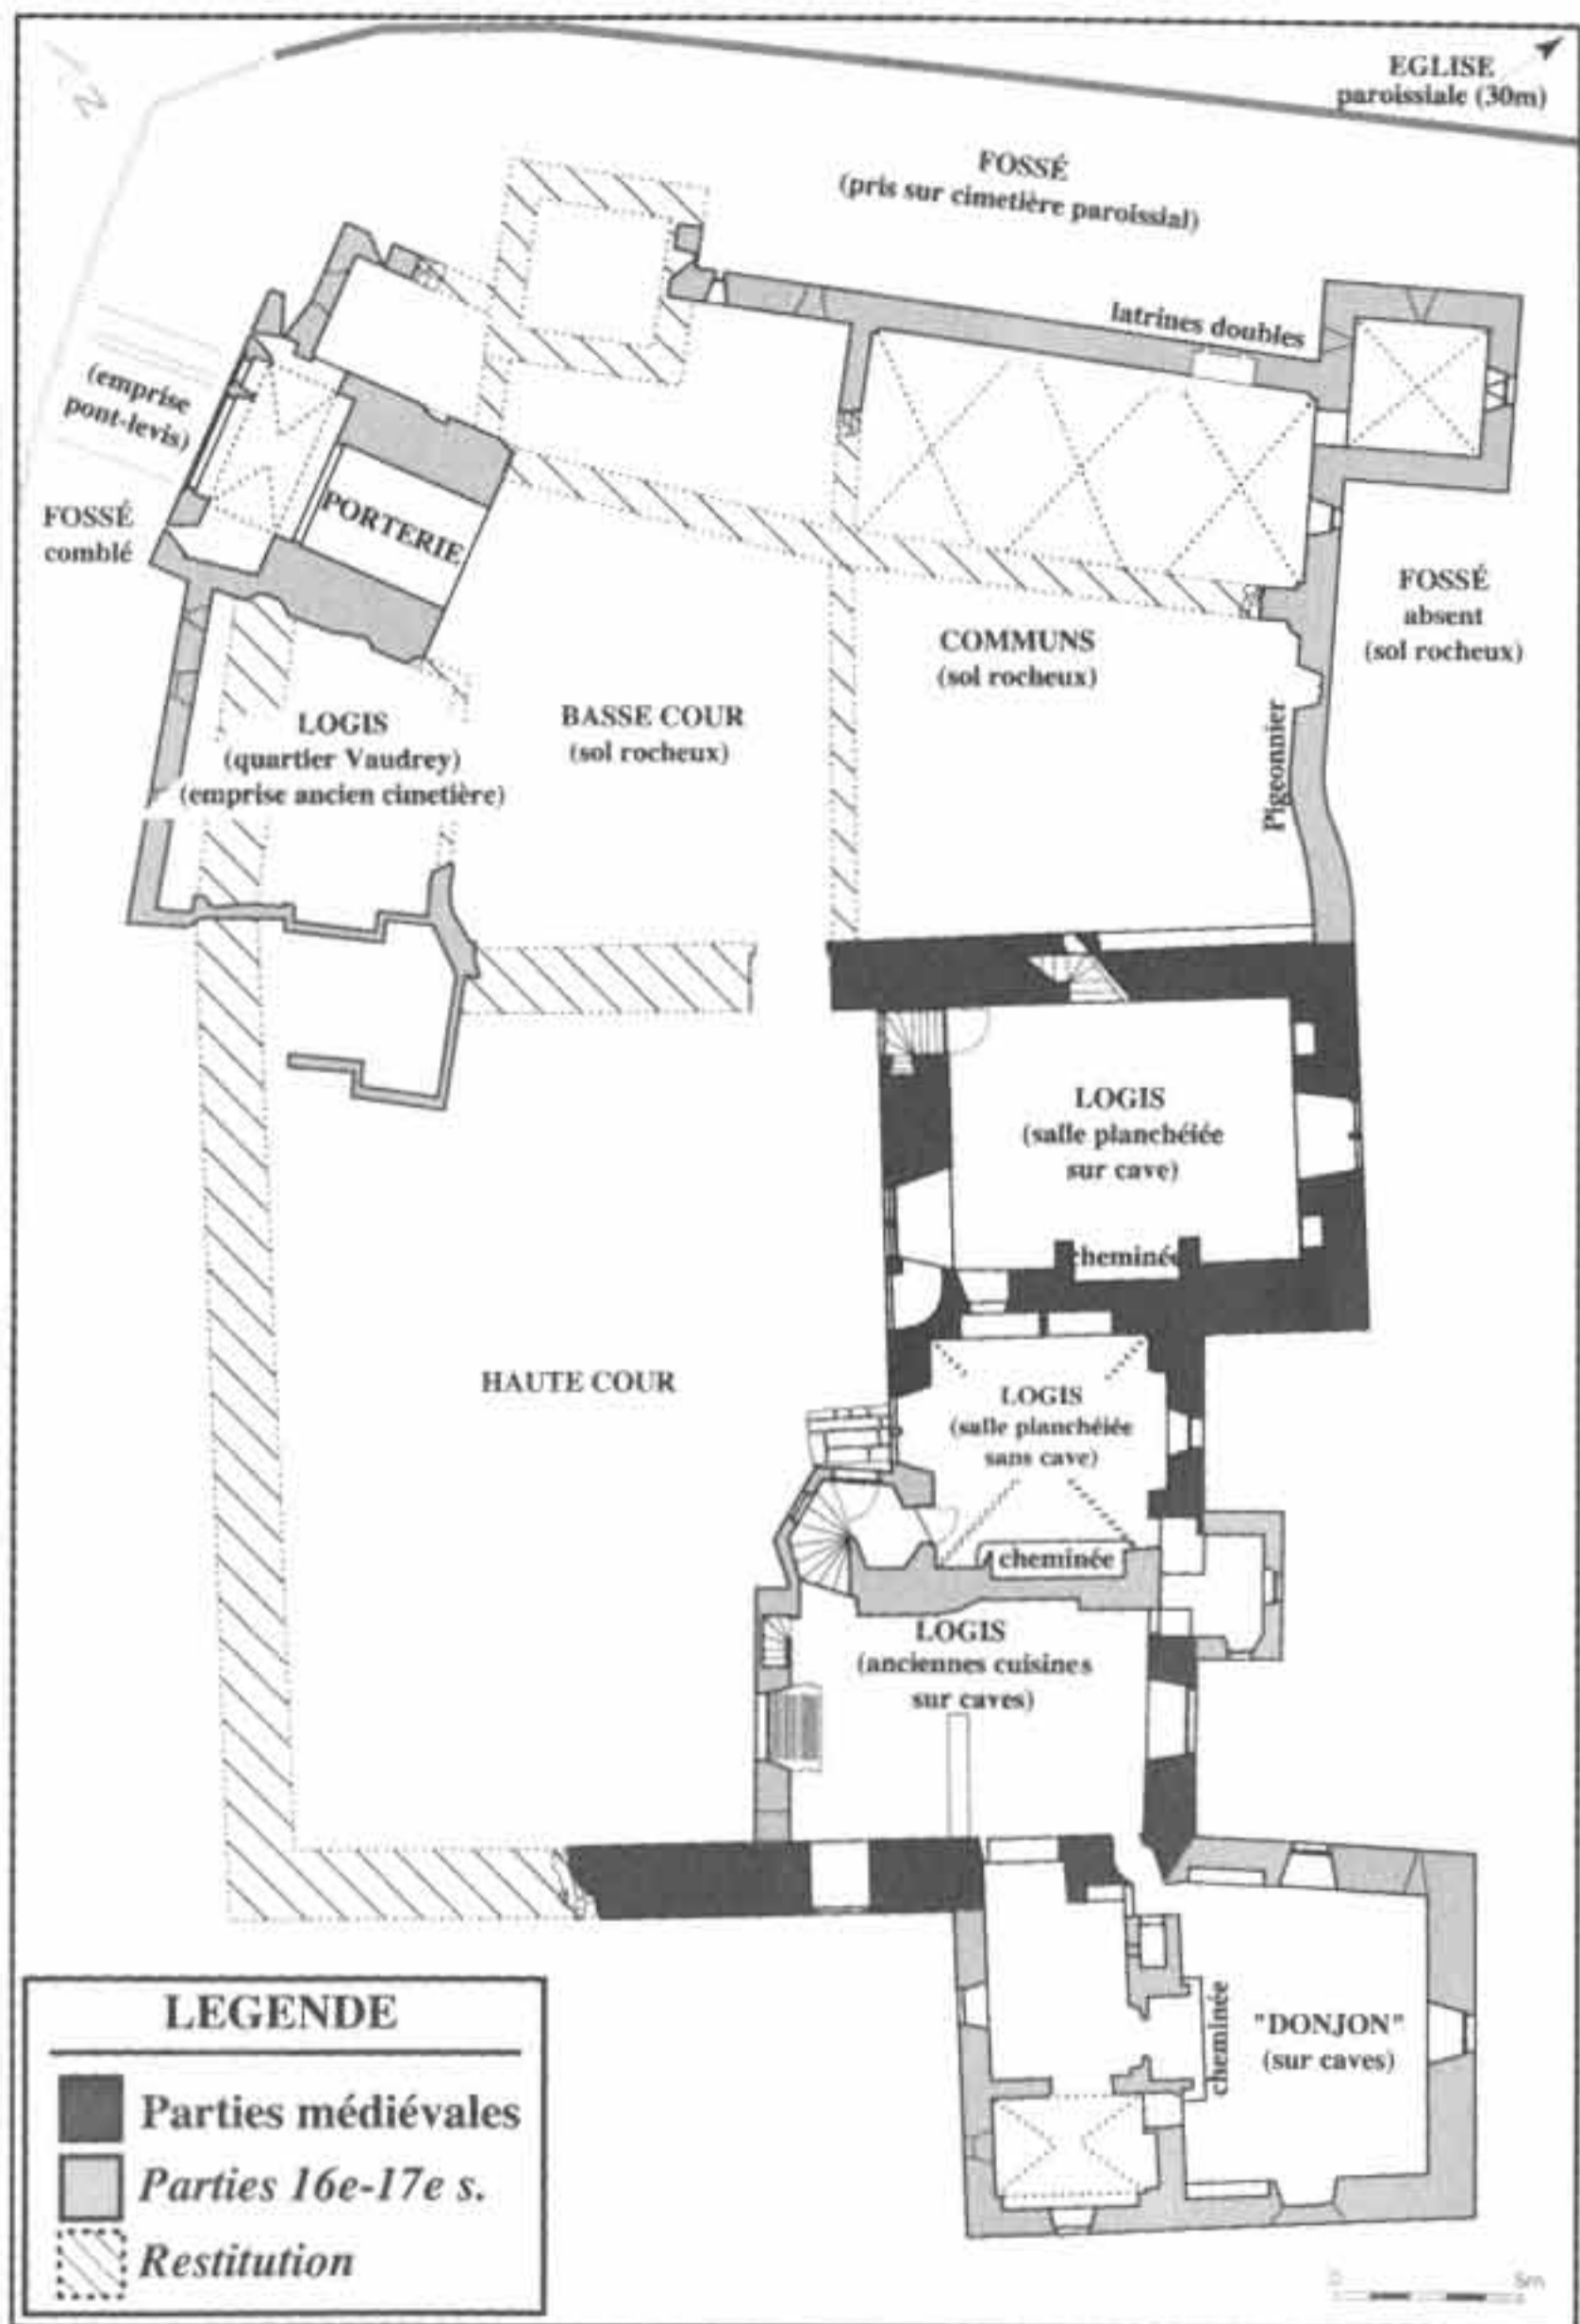 N
EGLISE
paroissiale (30m)
FOSSÉ
(pris sur cimetière paroissial)
latrines doubles
(emprise
pont-levis)
FOSSÉ
comblé
PORTERIE
FOSSÉ
absent
(sol rocheux)
COMMUNS
(sol rocheux)
Pigeonnier
LOGIS
(quartier Vaudrey)
(emprise ancien cimetière)
BASSE COUR
(sol rocheux)
LOGIS
(salle planchéiée
sur cave)
cheminée
HAUTE COUR
LOGIS
(salle planchéiée
sans cave)
cheminée
LOGIS
(anciennes cuisines
sur caves)
cheminée
"DONJON"
(sur caves)
LEGENDE
Parties médiévales
Parties 16e-17e s.
Restitution
0 5m